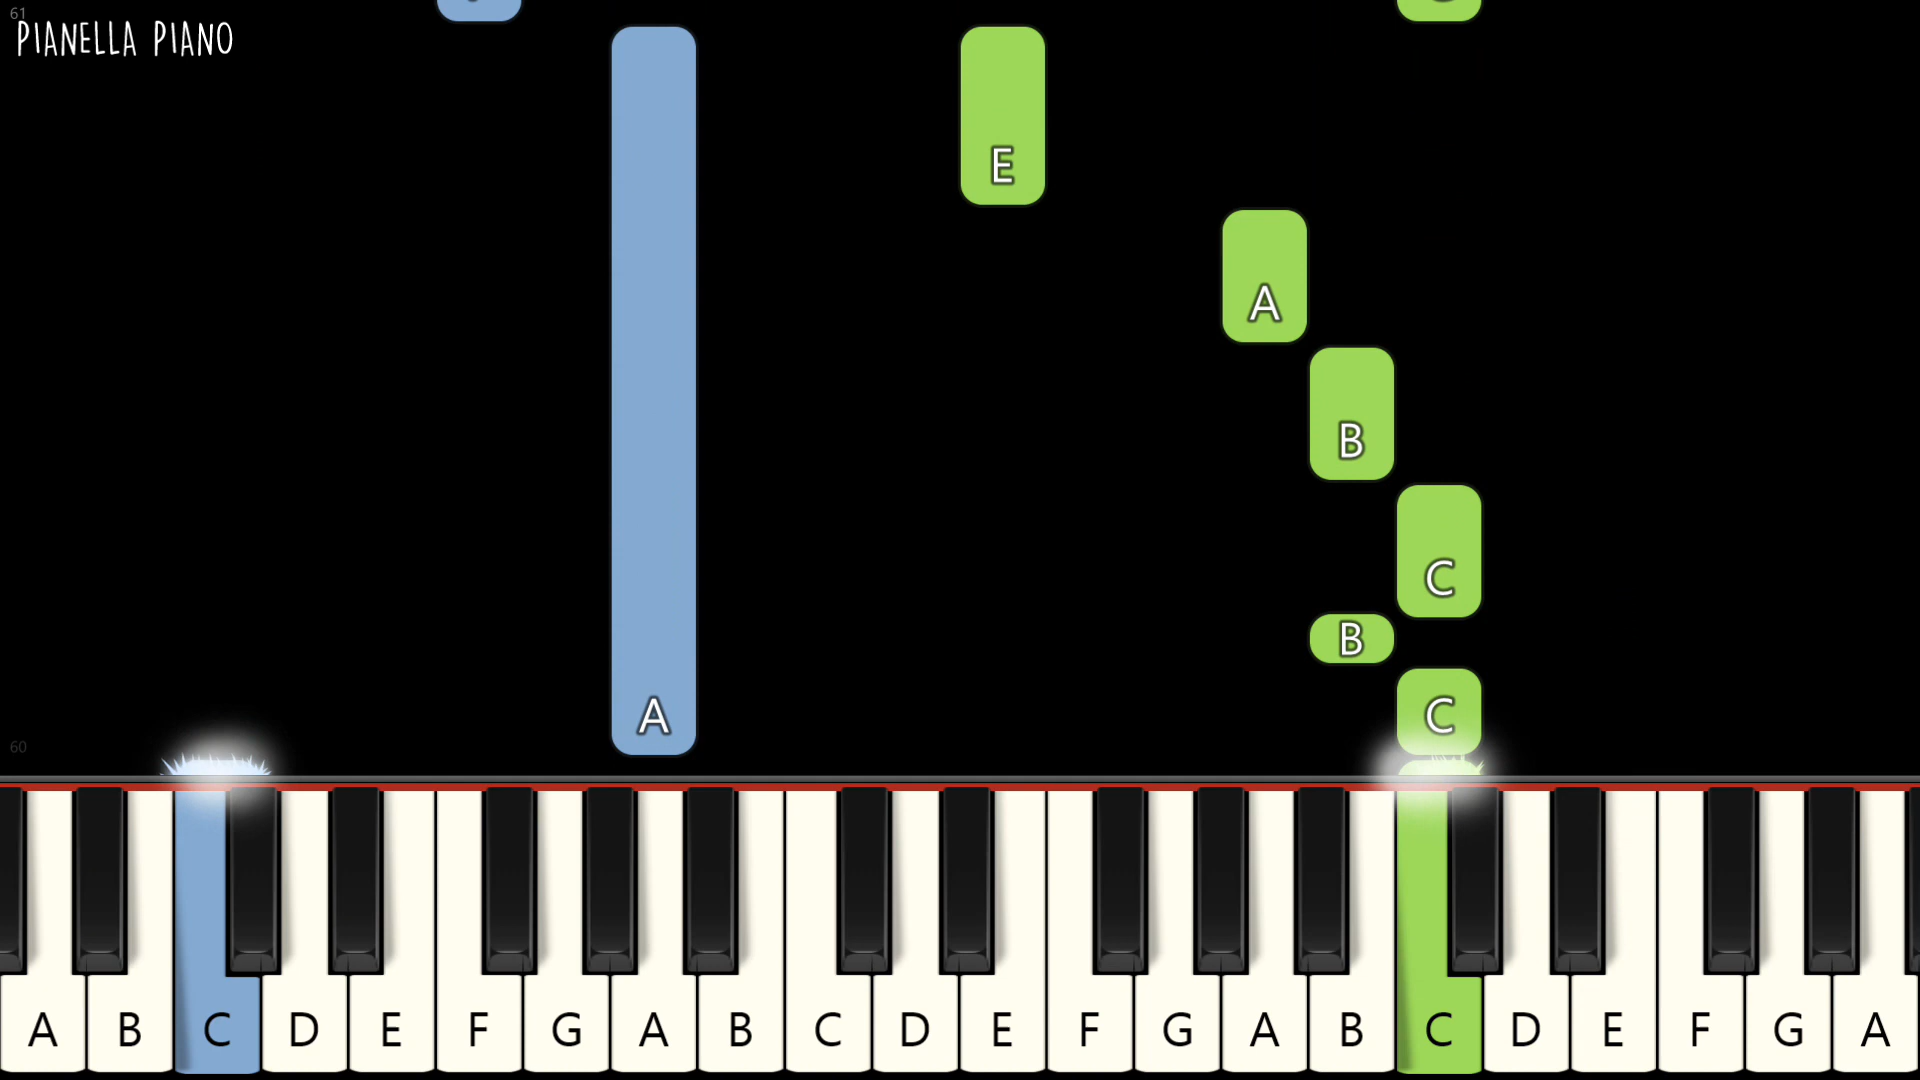 61
PIANELLA PIANO
E
A
B
C
B
A
C
60
A B C D E F G A B C D E F G A B C D E F G A